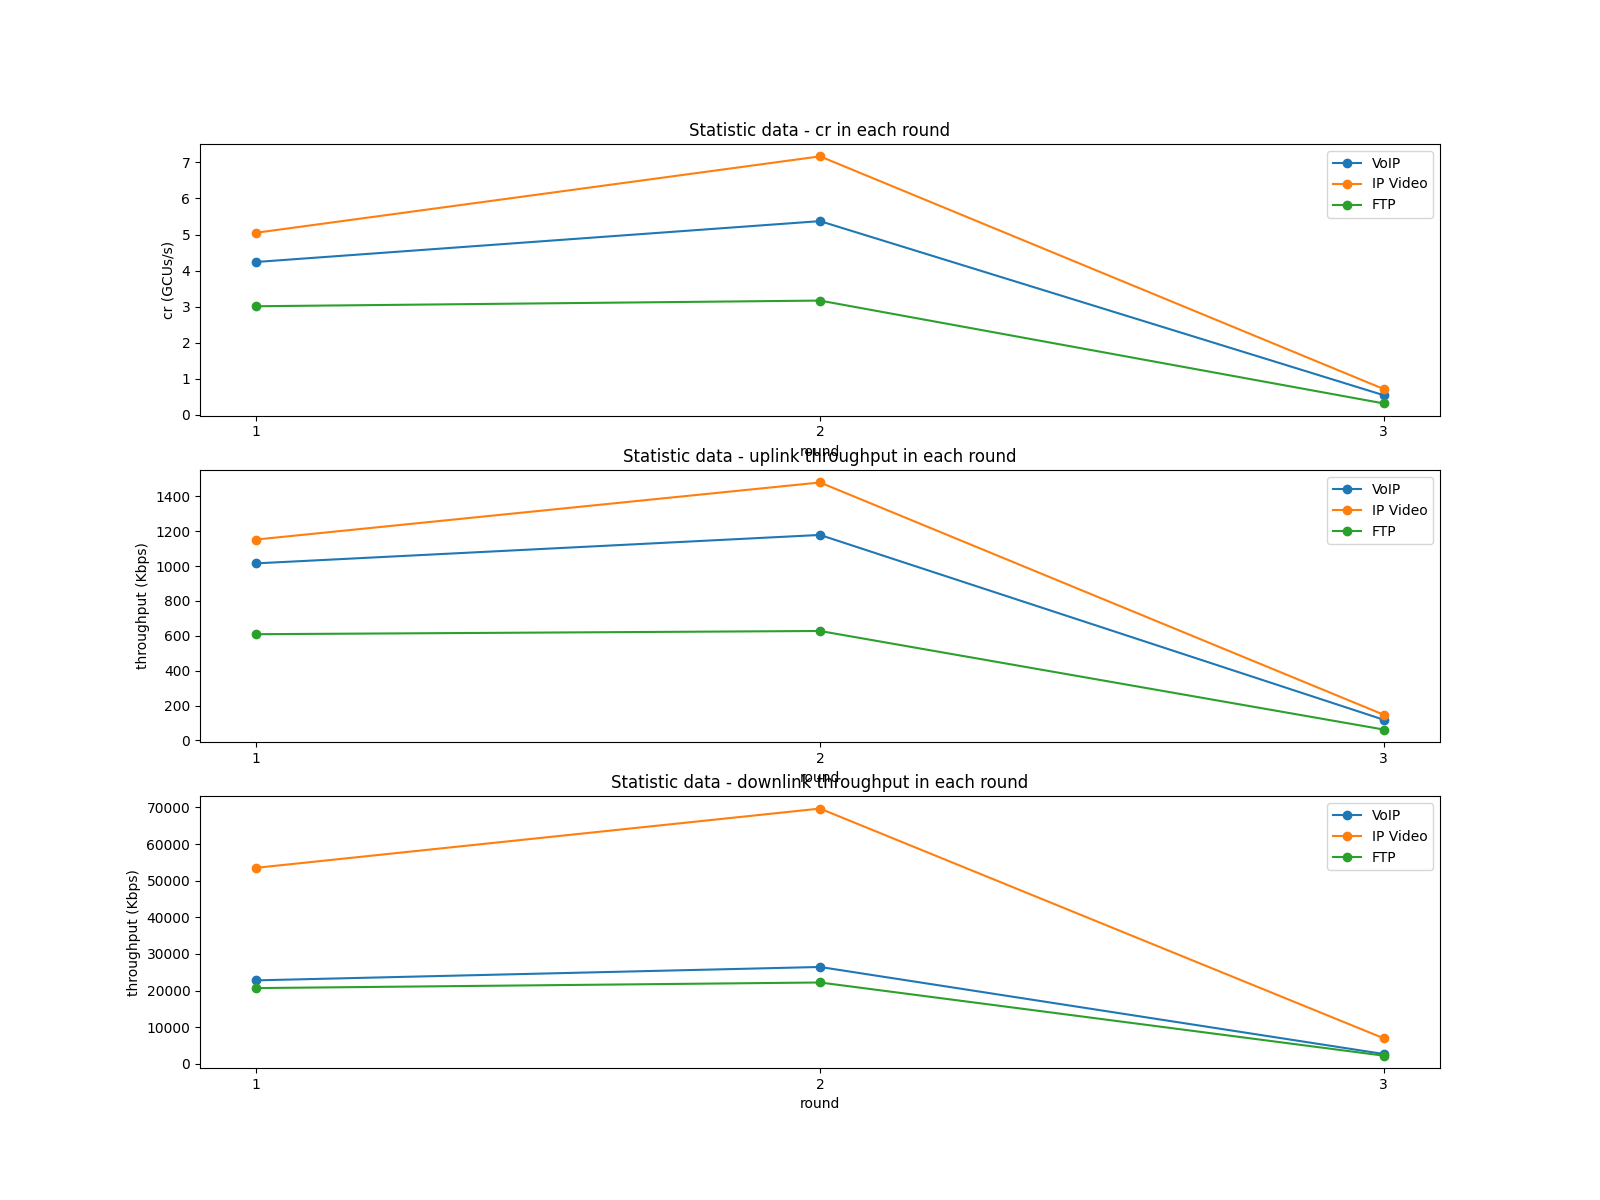 Statistic data - cr in each round
7
6
5
4
3
2
1
0
cr (GCUs/s)
VoIP
IP Video
FTP
1 2 3
round
Statistic data - uplink throughput in each round
1400
1200
1000
800
600
400
200
0
throughput (Kbps)
VoIP
IP Video
FTP
1 2 3
round
Statistic data - downlink throughput in each round
70000
60000
50000
40000
30000
20000
10000
0
throughput (Kbps)
VoIP
IP Video
FTP
1 2 3
round